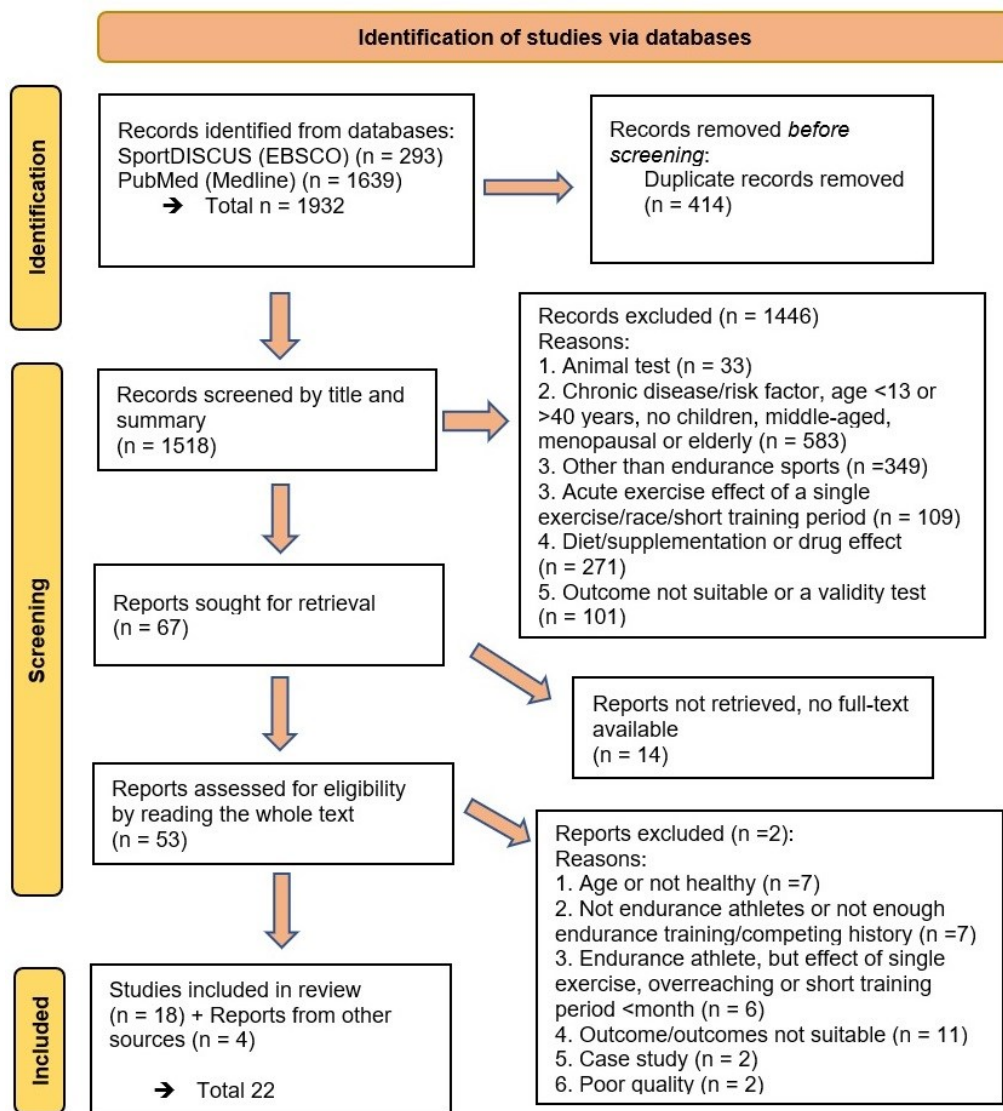 Identification of studies via databases
Identification
Records identified from databases:
SportDISCUS (EBSCO) (n = 293)
PubMed (Medline) (n = 1639)
➔ Total n = 1932
Records removed before
screening:
Duplicate records removed
(n = 414)
Screening
Records screened by title and
summary
(n = 1518)
Records excluded (n = 1446)
Reasons:
1. Animal test (n = 33)
2. Chronic disease/risk factor, age <13 or
>40 years, no children, middle-aged,
menopausal or elderly (n = 583)
3. Other than endurance sports (n =349)
3. Acute exercise effect of a single
exercise/race/short training period (n = 109)
4. Diet/supplementation or drug effect
(n = 271)
5. Outcome not suitable or a validity test
(n = 101)
Reports sought for retrieval
(n = 67)
Reports not retrieved, no full-text
available
(n = 14)
Reports assessed for eligibility
by reading the whole text
(n = 53)
Reports excluded (n =2):
Reasons:
1. Age or not healthy (n =7)
2. Not endurance athletes or not enough
endurance training/competing history (n =7)
3. Endurance athlete, but effect of single
exercise, overreaching or short training
period <month (n = 6)
4. Outcome/outcomes not suitable (n = 11)
5. Case study (n = 2)
6. Poor quality (n = 2)
Included
Studies included in review
(n = 18) + Reports from other
sources (n = 4)
➔ Total 22